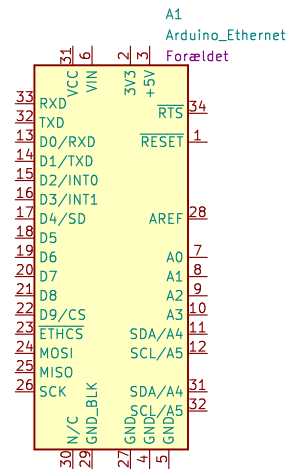 A1
Arduino_Ethernet
Forældet
31 6 2 3
VCC VIN 3V3 +5V
33 RXD
RTS 34
32 TXD
13 D0/RXD RESET 1
14 D1/TXD
15 D2/INT0
16 D3/INT1
17 D4/SD AREF 28
18 D5
19 D6 A0 7
20 D7 A1 8
21 D8 A2 9
22 D9/CS A3 10
23 ETHCS SDA/A4 11
24 MOSI SCL/A5 12
25 MISO
26 SCK SDA/A4 31
SCL/A5 32
N/C GND_BLK GND GND GND
30 29 27 4 5